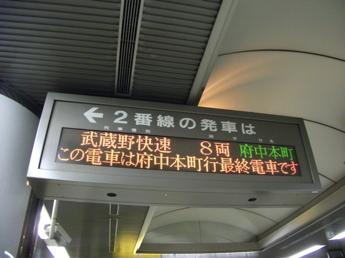 ←2番線の発車は
武蔵野快速 8両 府中本町
この電車は府中本町行最終電車です